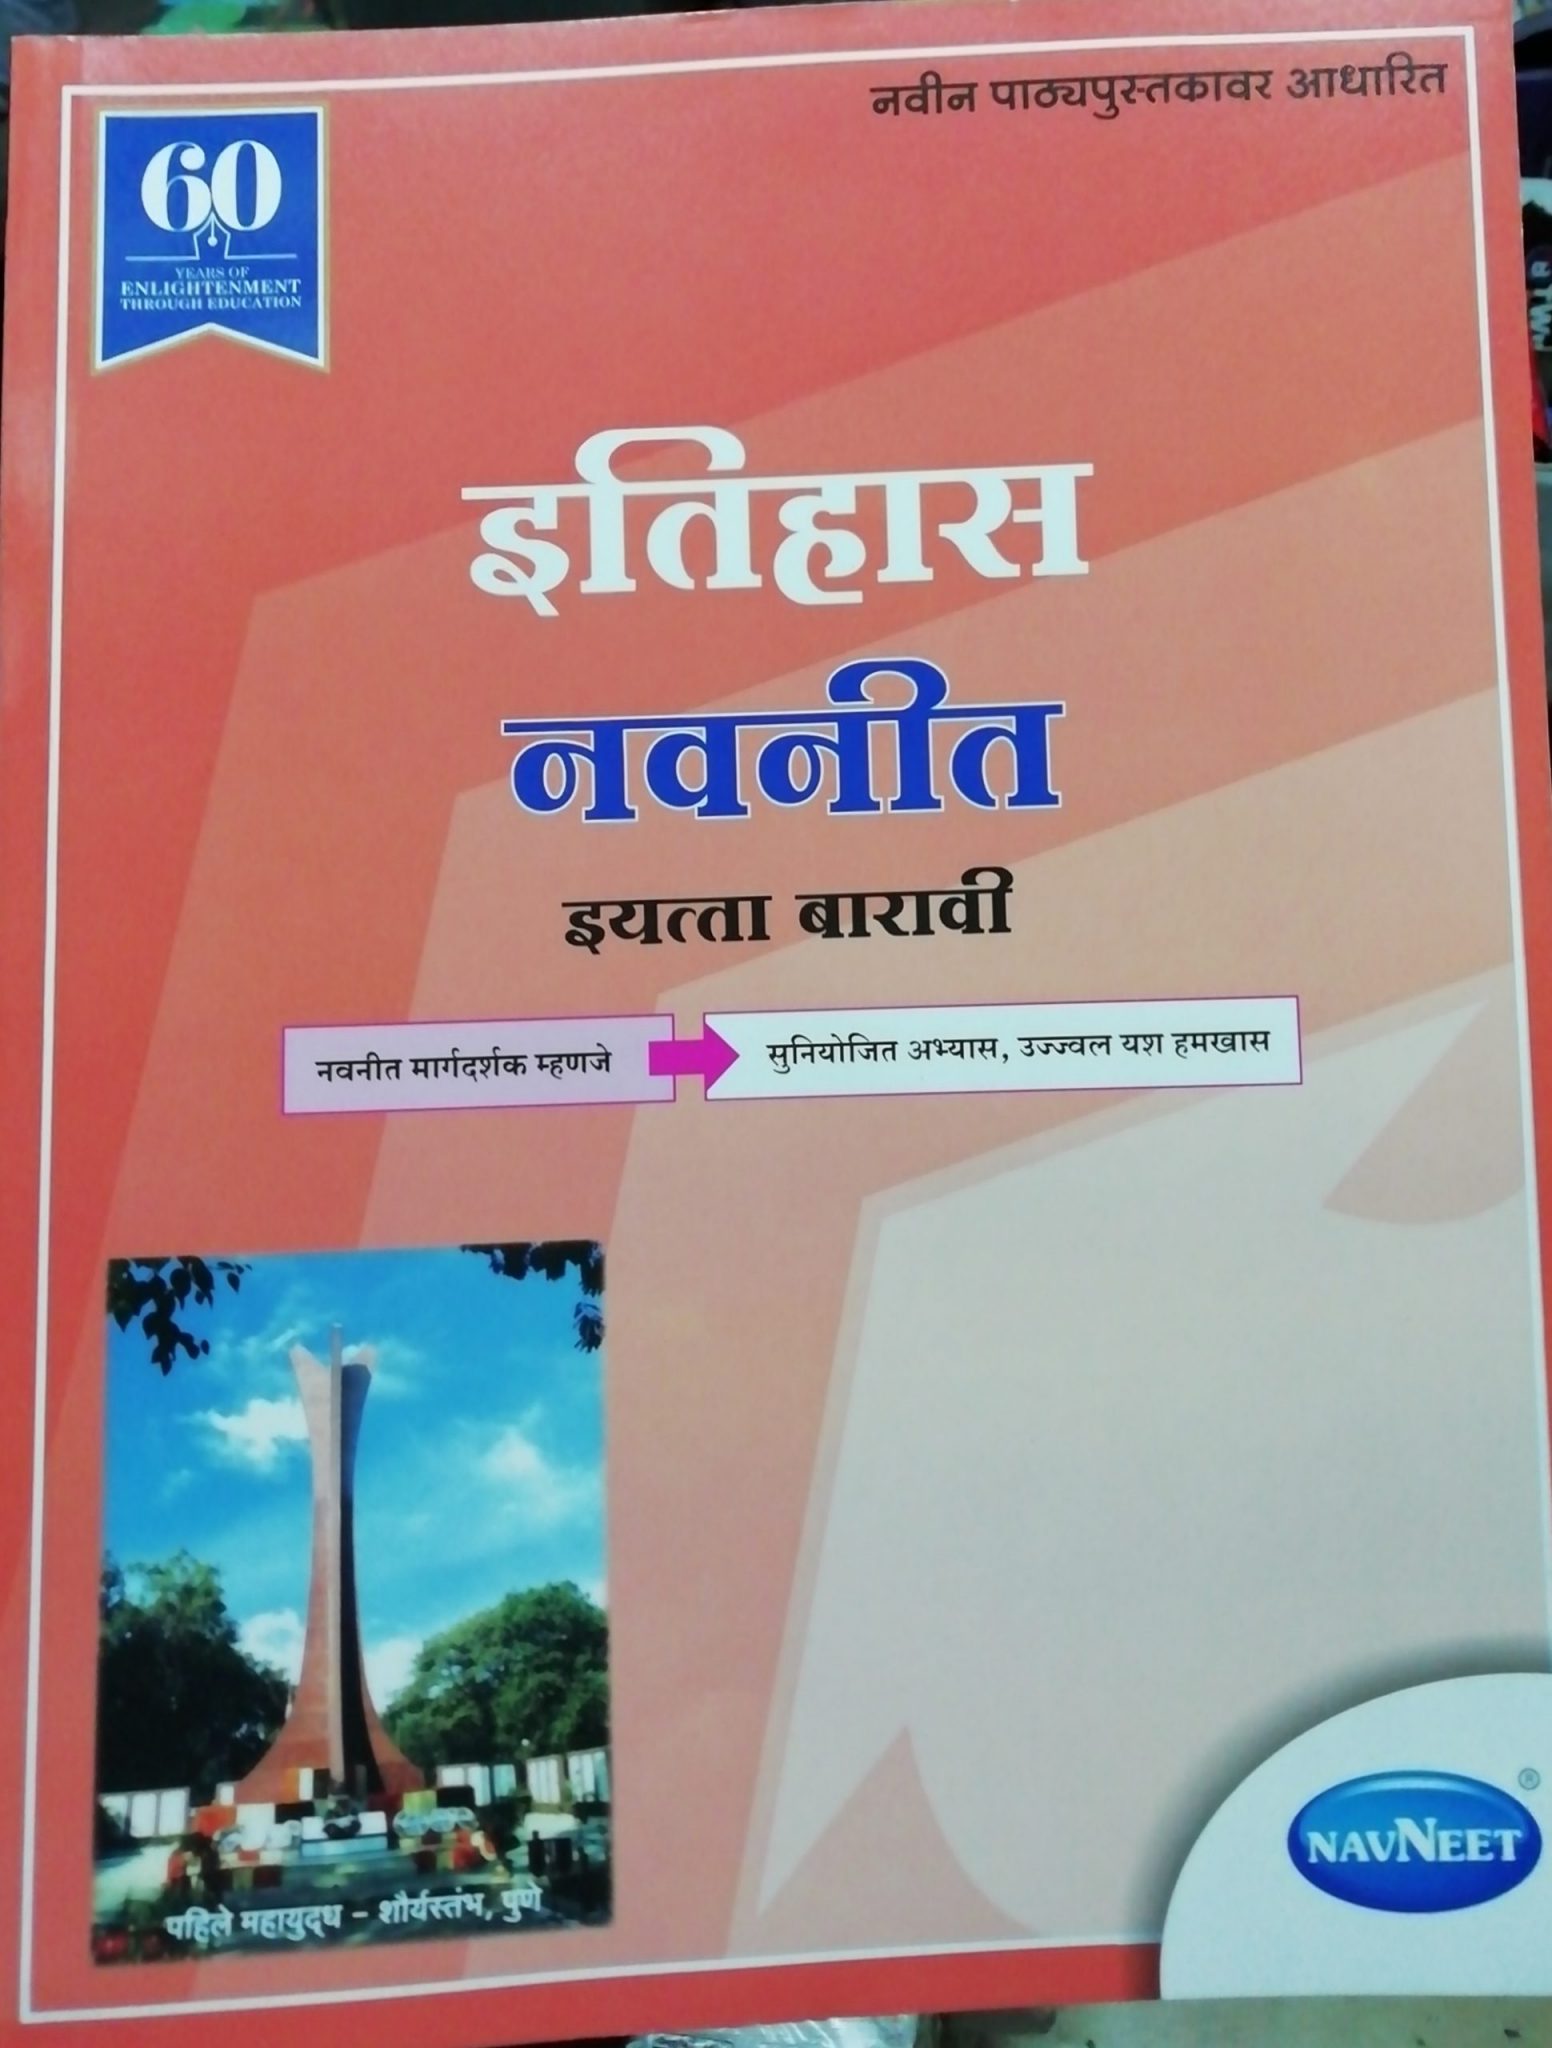 नवीन पाठ्यपुस्तकावर आधारित
60
YEARS OF
ENLIGHTENMENT
THROUGH EDUCATION
इतिहास
नवनीत
इयत्ता बारावी
नवनीत मार्गदर्शक म्हणजे
सुनियोजित अभ्यास, उज्ज्वल यश हमखास
पहिले महायुद्ध - शौर्यस्तंभ, पुणे
NAVNEET ®